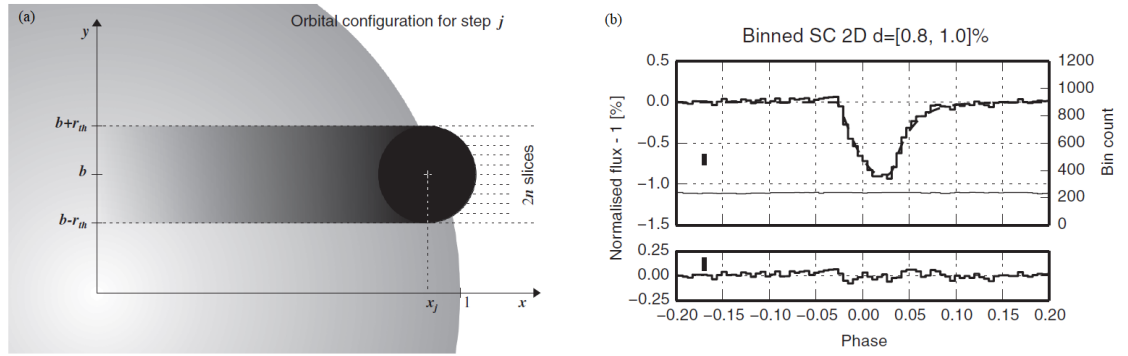 (a)
Orbital configuration for step j
y
b+r_th
b
b-r_th
2n slices
x_j
1
x
(b)
Binned SC 2D d=[0.8, 1.0]%
0.5
0.0
−0.5
−1.0
−1.5
Normalised flux - 1 [%]
1200
1000
800
600
400
200
0
Bin count
0.25
0.00
−0.25
−0.20 −0.15 −0.10 −0.05 0.00 0.05 0.10 0.15 0.20
Phase